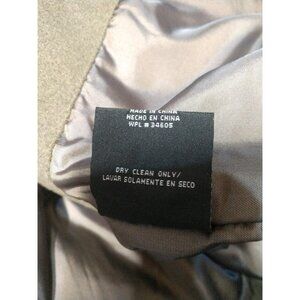 MADE IN CHINA
HECHO EN CHINA
WPL ■ 34605
DRY CLEAN ONLY/
LAVAR SOLAMENTE EN SECO